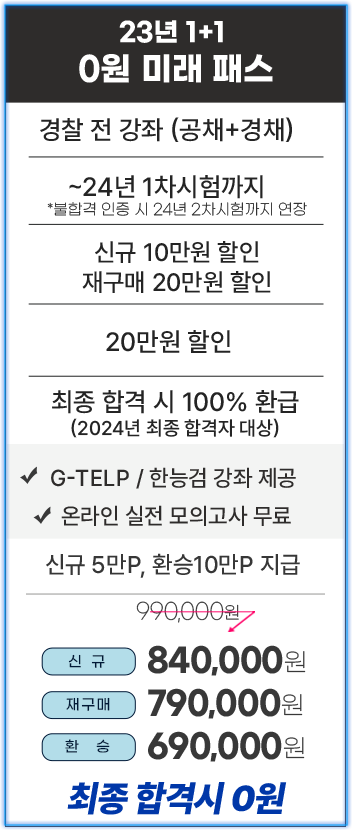 23년 1+1
0원 미래 패스
경찰 전 강좌 (공채+경채)
~24년 1차시험까지
*불합격 인증 시 24년 2차시험까지 연장
신규 10만원 할인
재구매 20만원 할인
20만원 할인
최종 합격 시 100% 환급
(2024년 최종 합격자 대상)
G-TELP / 한능검 강좌 제공
온라인 실전 모의고사 무료
신규 5만P, 환승10만P 지급
990,000원
신 규 840,000원
재구매 790,000원
환 승 690,000원
최종 합격시 0원